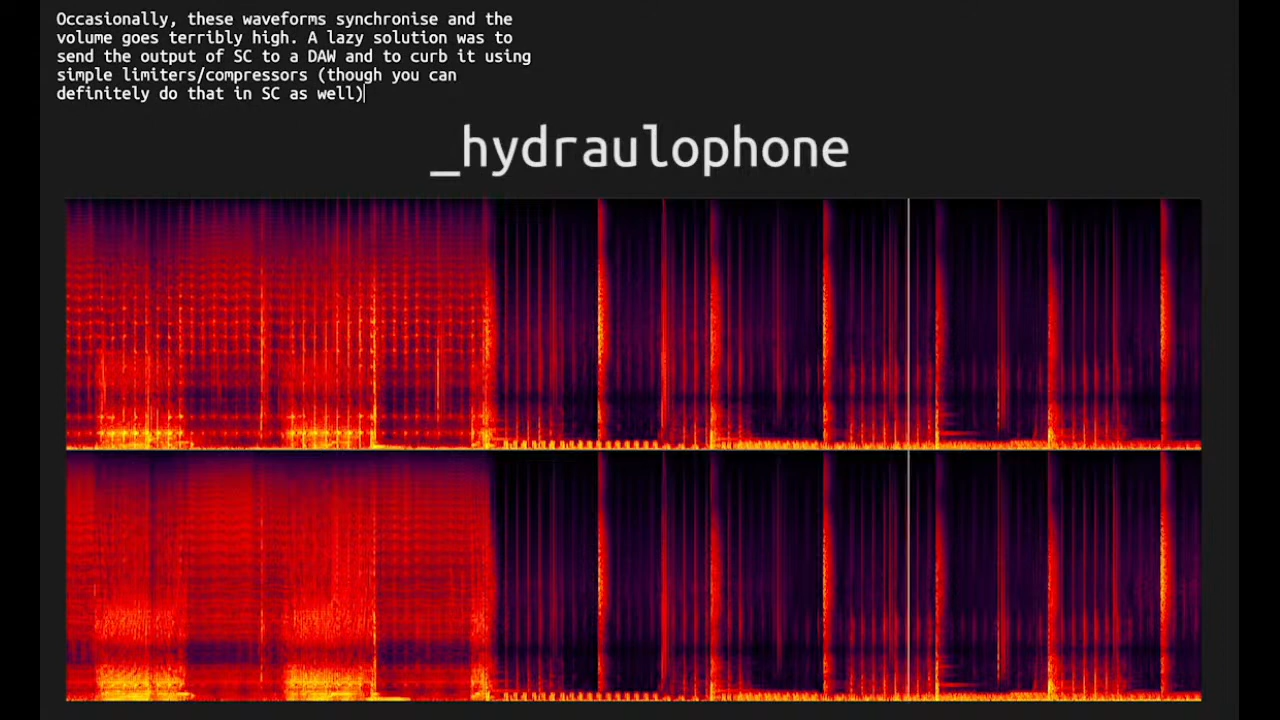 Occasionally, these waveforms synchronise and the
volume goes terribly high. A lazy solution was to
send the output of SC to a DAW and to curb it using
simple limiters/compressors (though you can
definitely do that in SC as well)
_hydraulophone